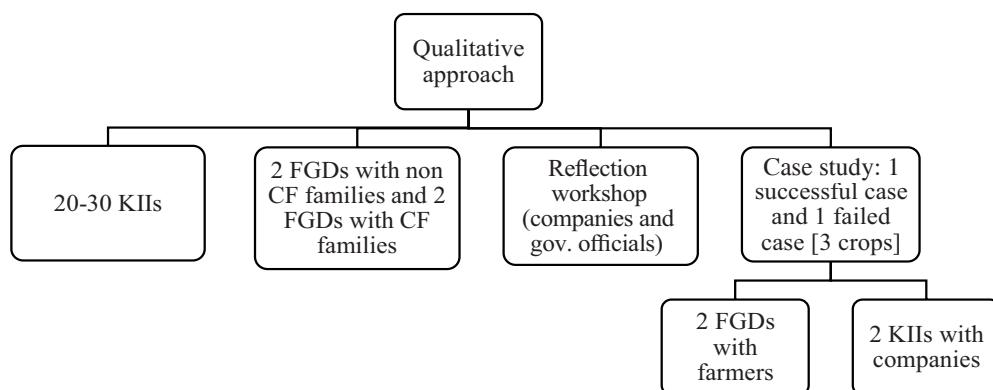 Qualitative
approach
20-30 KIIs
2 FGDs with non
CF families and 2
FGDs with CF
families
Reflection
workshop
(companies and
gov. officials)
Case study: 1
successful case
and 1 failed
case [3 crops]
2 FGDs
with
farmers
2 KIIs with
companies